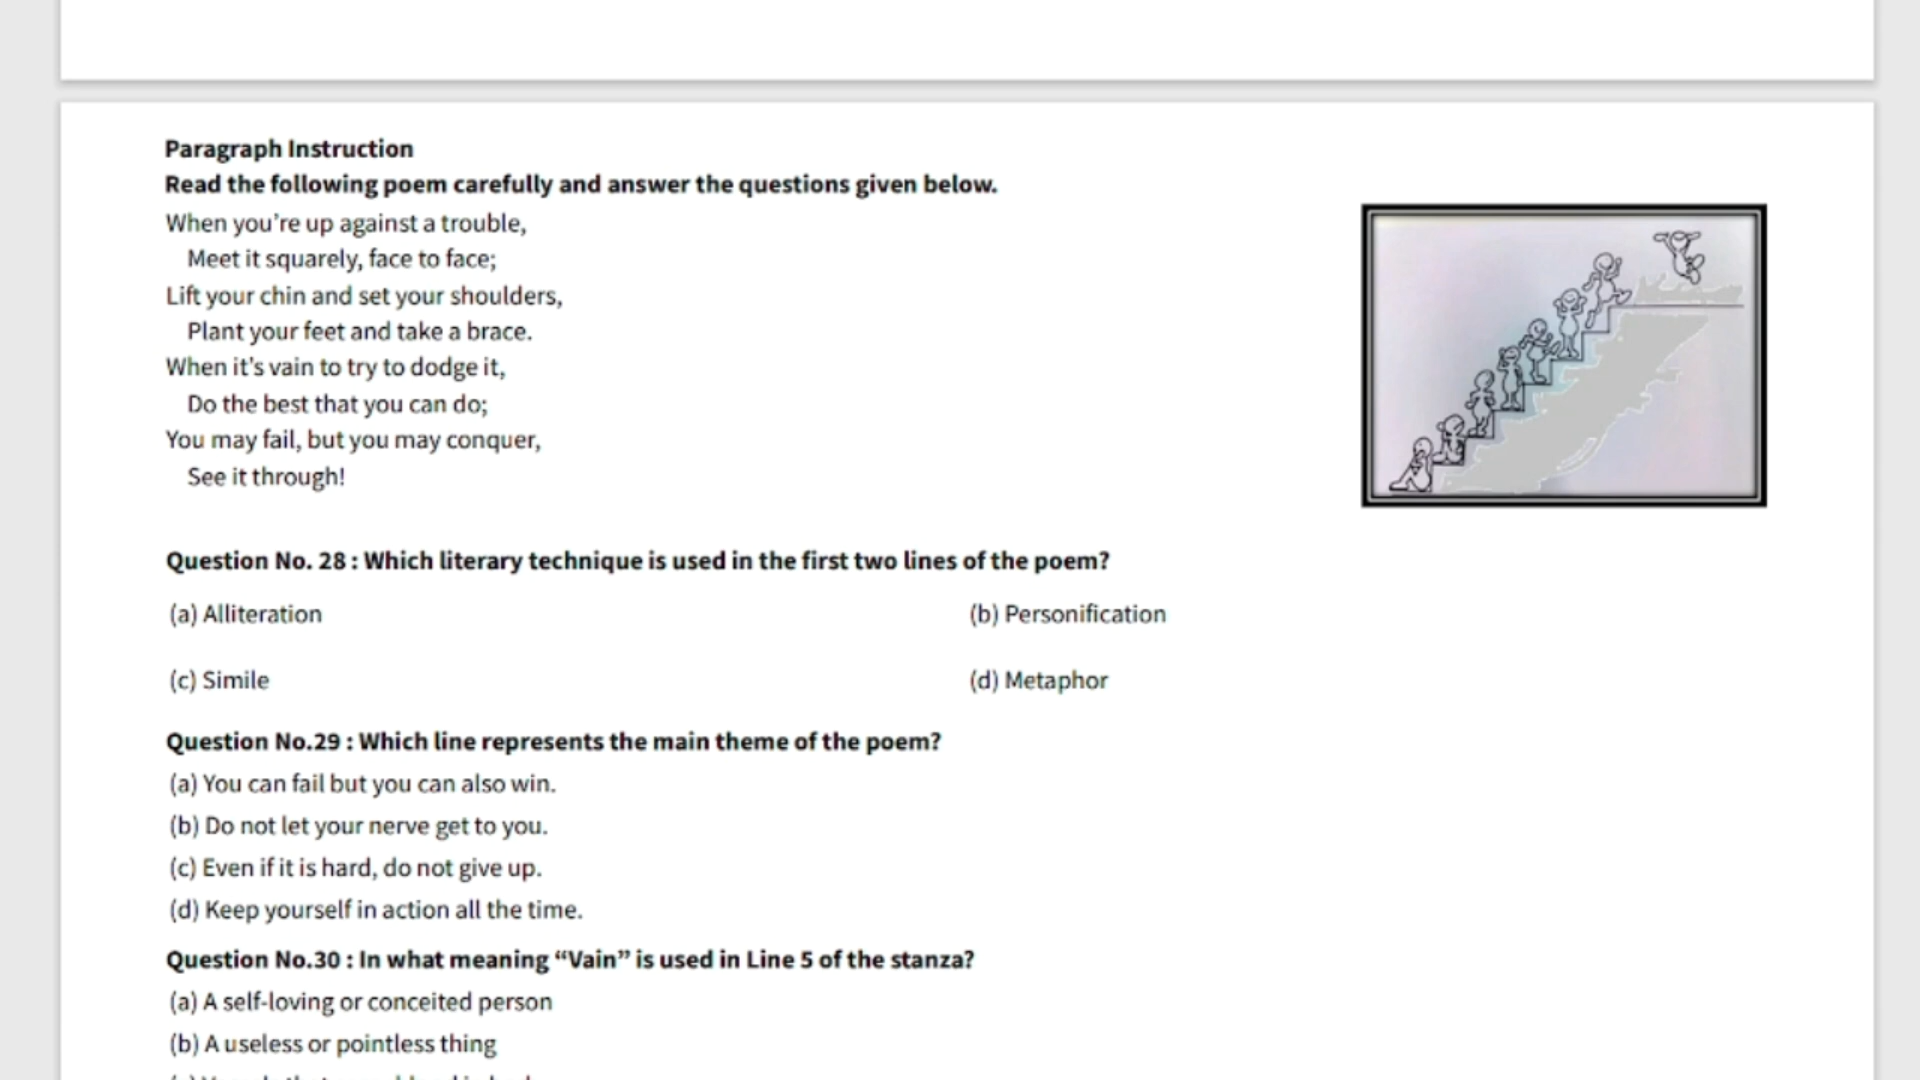 Paragraph Instruction
Read the following poem carefully and answer the questions given below.
When you’re up against a trouble,
Meet it squarely, face to face;
Lift your chin and set your shoulders,
Plant your feet and take a brace.
When it’s vain to try to dodge it,
Do the best that you can do;
You may fail, but you may conquer,
See it through!
Question No. 28 : Which literary technique is used in the first two lines of the poem?
(a) Alliteration
(b) Personification
(c) Simile
(d) Metaphor
Question No.29 : Which line represents the main theme of the poem?
(a) You can fail but you can also win.
(b) Do not let your nerve get to you.
(c) Even if it is hard, do not give up.
(d) Keep yourself in action all the time.
Question No.30 : In what meaning “Vain” is used in Line 5 of the stanza?
(a) A self-loving or conceited person
(b) A useless or pointless thing